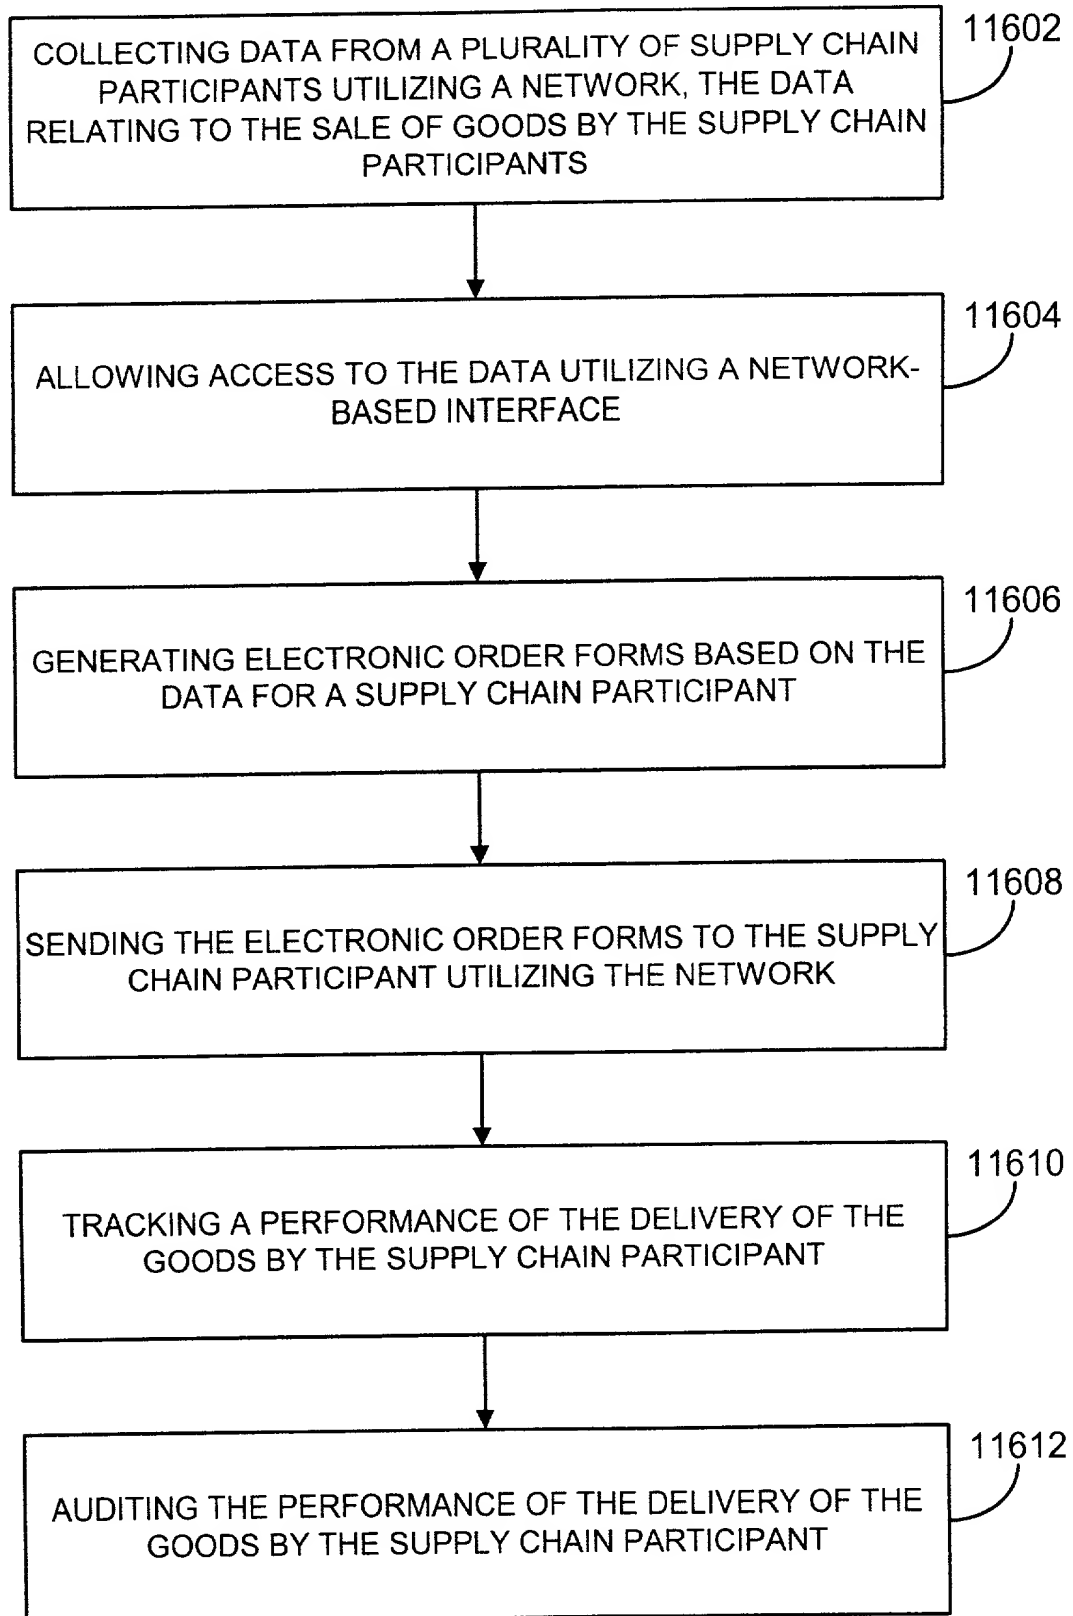 COLLECTING DATA FROM A PLURALITY OF SUPPLY CHAIN
PARTICIPANTS UTILIZING A NETWORK, THE DATA
RELATING TO THE SALE OF GOODS BY THE SUPPLY CHAIN
PARTICIPANTS
11602
ALLOWING ACCESS TO THE DATA UTILIZING A NETWORK-
BASED INTERFACE
11604
GENERATING ELECTRONIC ORDER FORMS BASED ON THE
DATA FOR A SUPPLY CHAIN PARTICIPANT
11606
SENDING THE ELECTRONIC ORDER FORMS TO THE SUPPLY
CHAIN PARTICIPANT UTILIZING THE NETWORK
11608
TRACKING A PERFORMANCE OF THE DELIVERY OF THE
GOODS BY THE SUPPLY CHAIN PARTICIPANT
11610
AUDITING THE PERFORMANCE OF THE DELIVERY OF THE
GOODS BY THE SUPPLY CHAIN PARTICIPANT
11612